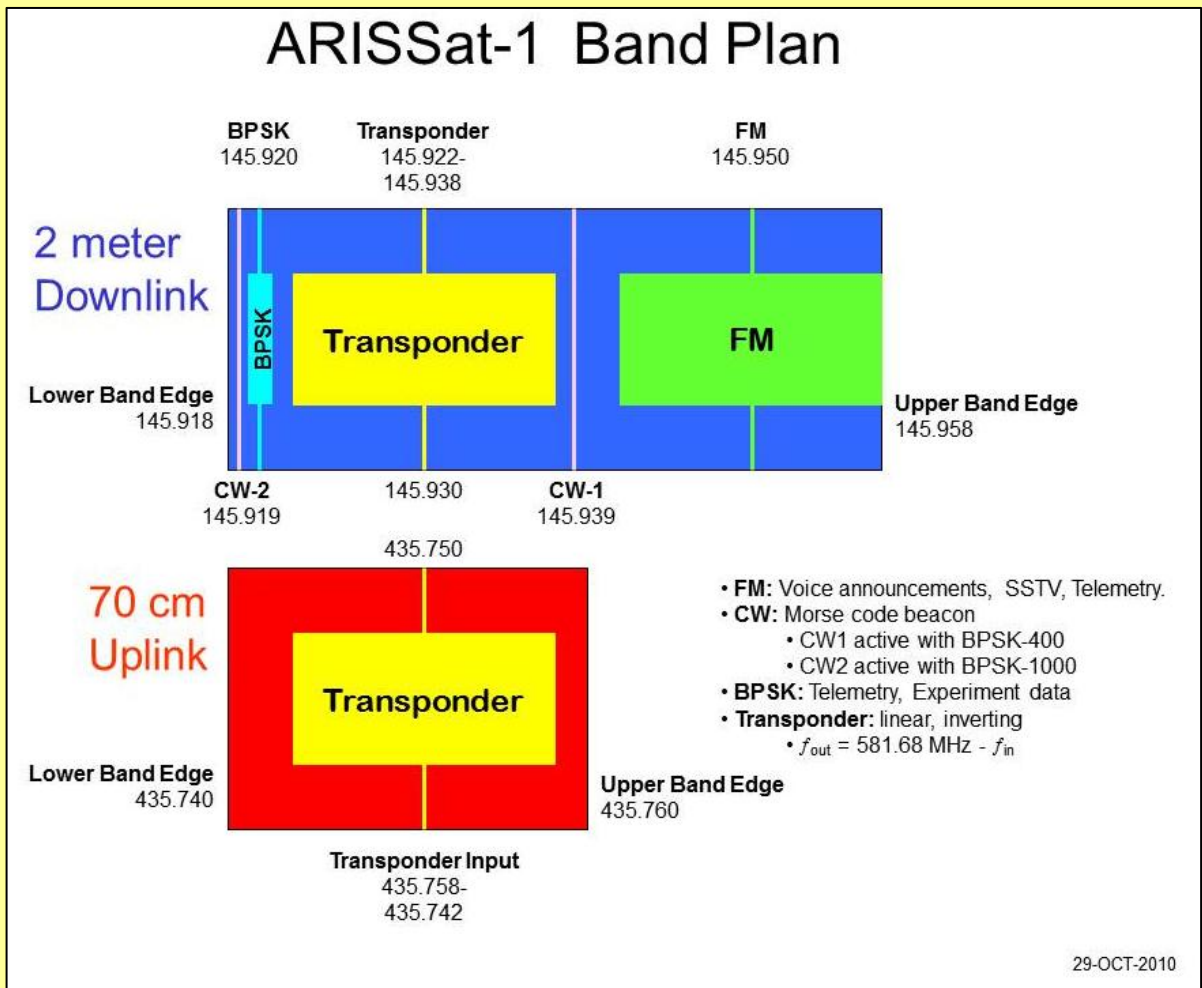 ARISSat-1 Band Plan
BPSK
145.920
Transponder
145.922-
145.938
FM
145.950
2 meter
Downlink
BPSK
Transponder
FM
Lower Band Edge
145.918
Upper Band Edge
145.958
CW-2
145.919
145.930
CW-1
145.939
435.750
70 cm
Uplink
Transponder
Lower Band Edge
435.740
Upper Band Edge
435.760
Transponder Input
435.758-
435.742
• FM: Voice announcements, SSTV, Telemetry.
• CW: Morse code beacon
• CW1 active with BPSK-400
• CW2 active with BPSK-1000
• BPSK: Telemetry, Experiment data
• Transponder: linear, inverting
• fout = 581.68 MHz - fin
29-OCT-2010